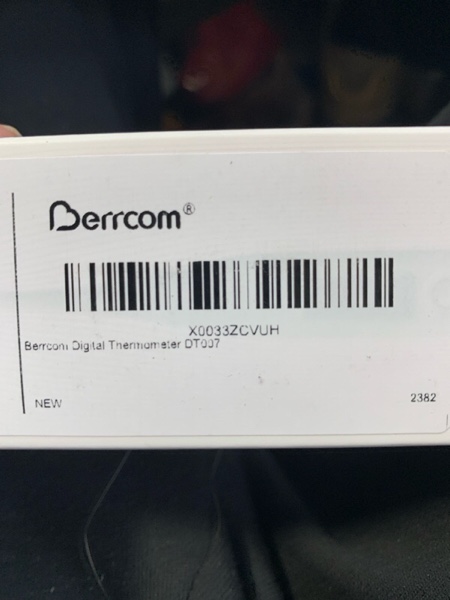 Berrcom®
X0033ZCVUH
Berrcom Digital Thermometer DT007
NEW
2382